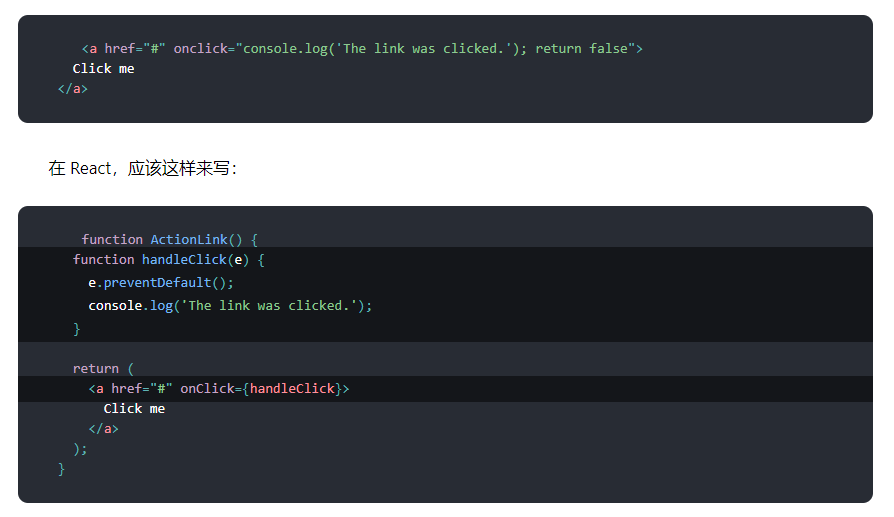 <a href="#" onclick="console.log('The link was clicked.'); return false">
Click me
</a>
在 React，应该这样来写：
function ActionLink() {
function handleClick(e) {
e.preventDefault();
console.log('The link was clicked.');
}
return (
<a href="#" onClick={handleClick}>
Click me
</a>
);
}